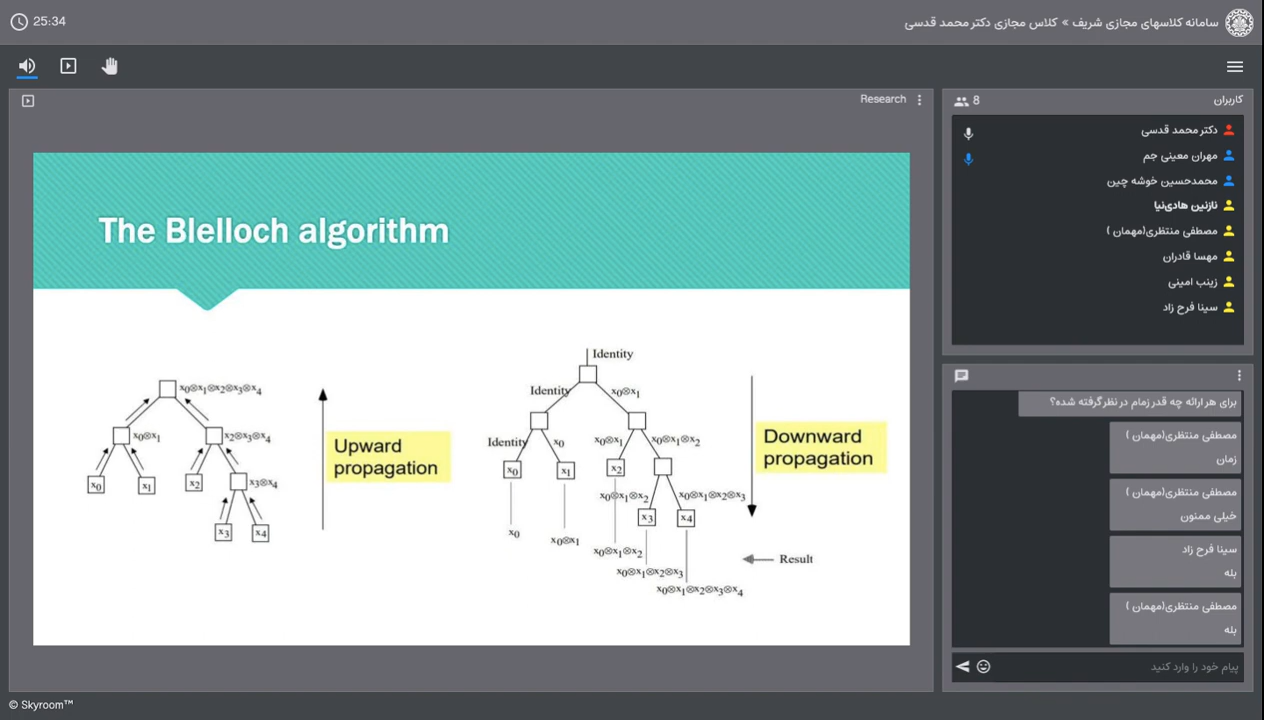 25:34
سامانه کلاسهای مجازی شریف » کلاس مجازی دکتر محمد قدسی
Research
The Blelloch algorithm
x₀⊗x₁⊗x₂⊗x₃⊗x₄
x₀⊗x₁
x₂⊗x₃⊗x₄
x₀
x₁
x₂
x₃⊗x₄
x₃
x₄
Upward
propagation
Identity
Identity
x₀⊗x₁
Identity
x₀
x₀⊗x₁
x₀⊗x₁⊗x₂
x₀
x₁
x₂
x₀⊗x₁⊗x₂
x₀⊗x₁⊗x₂⊗x₃
x₃
x₄
x₀
x₀⊗x₁
x₀⊗x₁⊗x₂
x₀⊗x₁⊗x₂⊗x₃
x₀⊗x₁⊗x₂⊗x₃⊗x₄
Result
Downward
propagation
کاربران
8
دکتر محمد قدسی
مهران معینی جم
محمدحسین خوشه چین
نازنین هادی‌نیا
مصطفی منتظری(مهمان )
مهسا قادران
زینب امینی
سینا فرح زاد
برای هر ارائه چه قدر زمام در نظر گرفته شده؟
مصطفی منتظری(مهمان )
زمان
مصطفی منتظری(مهمان )
خیلی ممنون
سینا فرح زاد
بله
مصطفی منتظری(مهمان )
بله
پیام خود را وارد کنید
© Skyroom™